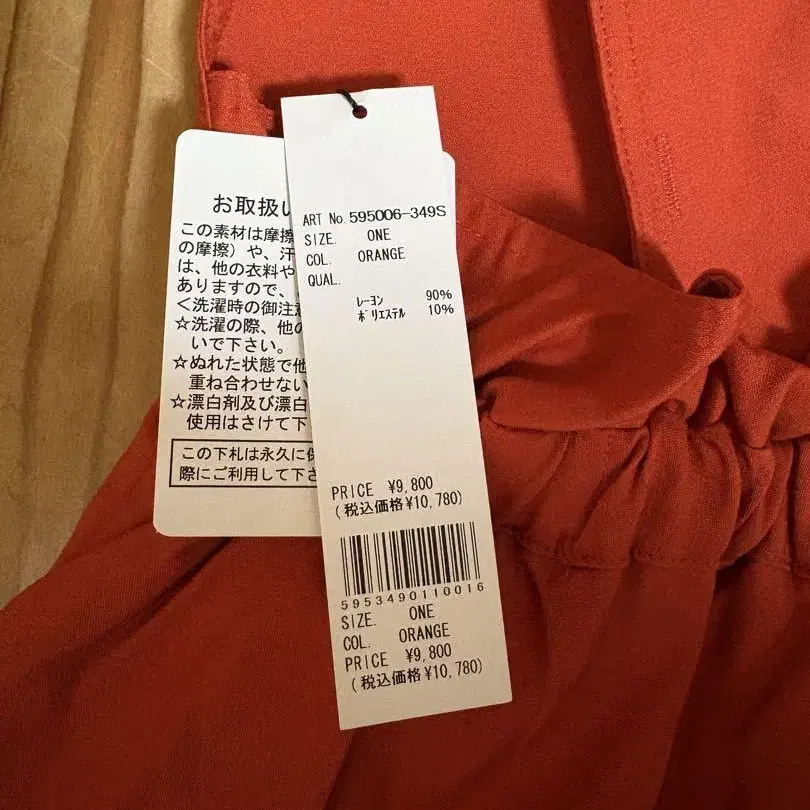 お取扱い
この素材は摩擦
の摩擦）や、汗
は、他の衣料や
ありますので、
＜洗濯時の御注意
☆洗濯の際、他の
いで下さい。
☆ぬれた状態で他
重ね合わせない
☆漂白剤及び漂白
使用はさけて下
この下札は永久に保
際にご利用して下さ
ART No. 595006-349S
SIZE. ONE
COL. ORANGE
QUAL.
ﾚｰﾖﾝ 90%
ﾎﾟﾘｴｽﾃﾙ 10%
PRICE ¥9,800
(税込価格¥10,780)
5953490110016
SIZE. ONE
COL. ORANGE
PRICE ¥9,800
(税込価格¥10,780)